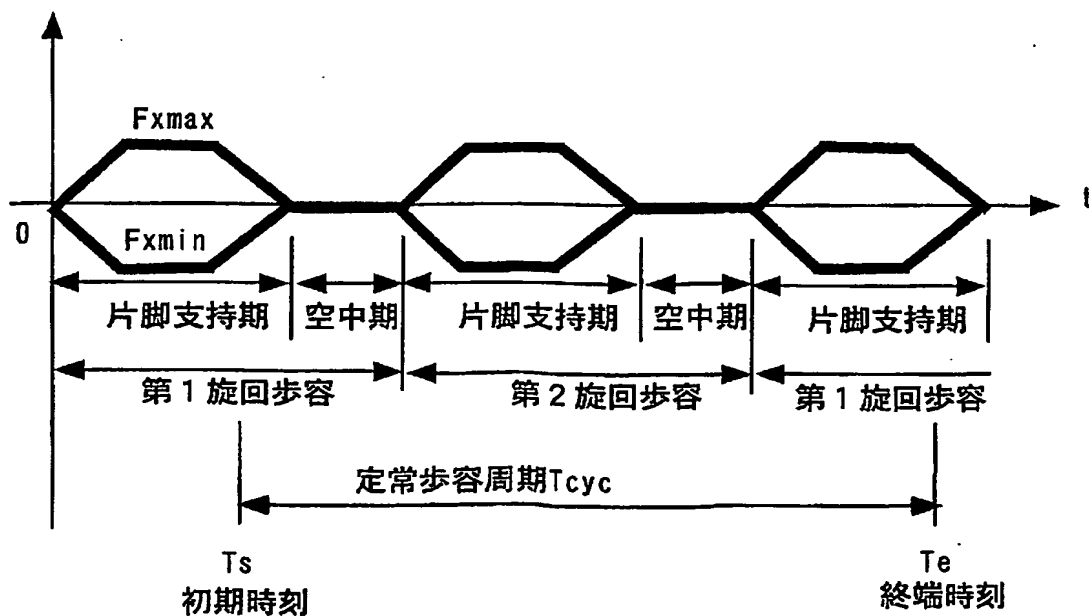 Fxmax
t
0
Fxmin
片脚支持期 空中期 片脚支持期 空中期 片脚支持期
第1旋回歩容 第2旋回歩容 第1旋回歩容
定常歩容周期Tcyc
Ts Te
初期時刻 終端時刻